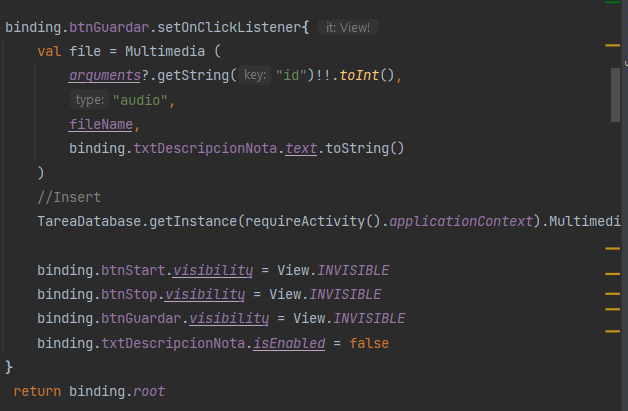 binding.btnGuardar.setOnClickListener{ it: View!
val file = Multimedia (
arguments?.getString( key: "id")!!.toInt(),
type: "audio",
fileName,
binding.txtDescripcionNota.text.toString()
)
//Insert
TareaDatabase.getInstance(requireActivity().applicationContext).Multimedi
binding.btnStart.visibility = View.INVISIBLE
binding.btnStop.visibility = View.INVISIBLE
binding.btnGuardar.visibility = View.INVISIBLE
binding.txtDescripcionNota.isEnabled = false
}
return binding.root